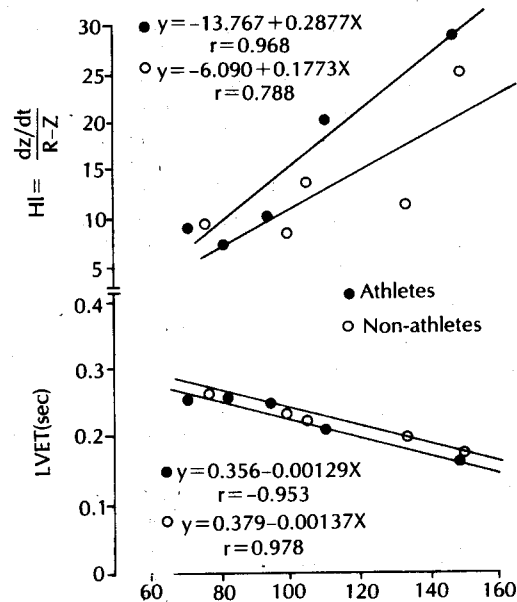 ● y=–13.767+0.2877X
r=0.968
○ y=–6.090+0.1773X
r=0.788
HI= dz/dt
R–Z
30
25
20
15
10
5
● Athletes
○ Non-athletes
0.4
0.3
0.2
0.1
0
LVET(sec)
● y=0.356–0.00129X
r=–0.953
○ y=0.379–0.00137X
r=0.978
60 80 100 120 140 160